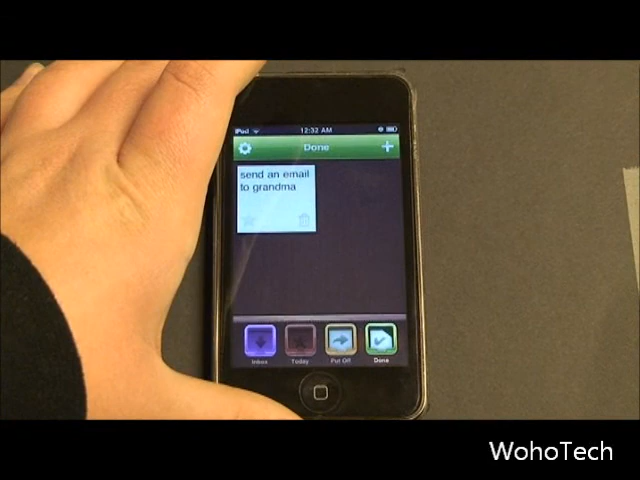 iPod 12:32 AM
Done
send an email
to grandma
Inbox Today Put Off Done
WohoTech